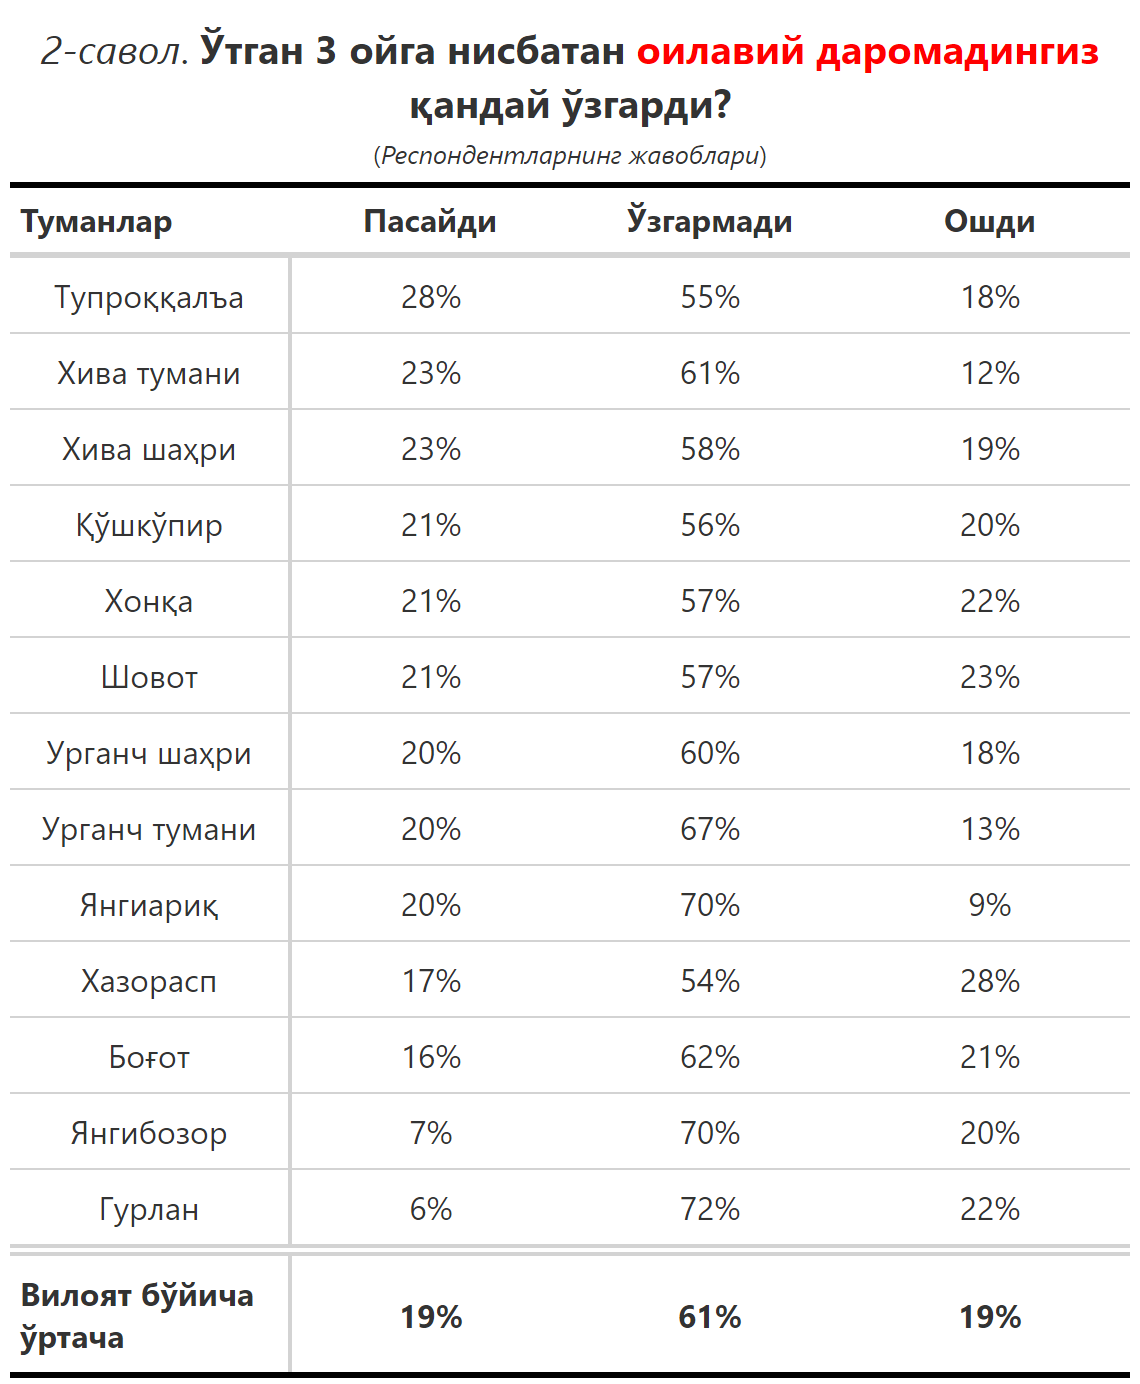 2-савол. Ўтган 3 ойга нисбатан оилавий даромадингиз
қандай ўзгарди?
(Респондентларнинг жавоблари)
Туманлар Пасайди Ўзгармади Ошди
Тупроққалъа 28% 55% 18%
Хива тумани 23% 61% 12%
Хива шаҳри 23% 58% 19%
Қўшкўпир 21% 56% 20%
Хонқа 21% 57% 22%
Шовот 21% 57% 23%
Урганч шаҳри 20% 60% 18%
Урганч тумани 20% 67% 13%
Янгиариқ 20% 70% 9%
Хазорасп 17% 54% 28%
Боғот 16% 62% 21%
Янгибозор 7% 70% 20%
Гурлан 6% 72% 22%
Вилоят бўйича
ўртача 19% 61% 19%